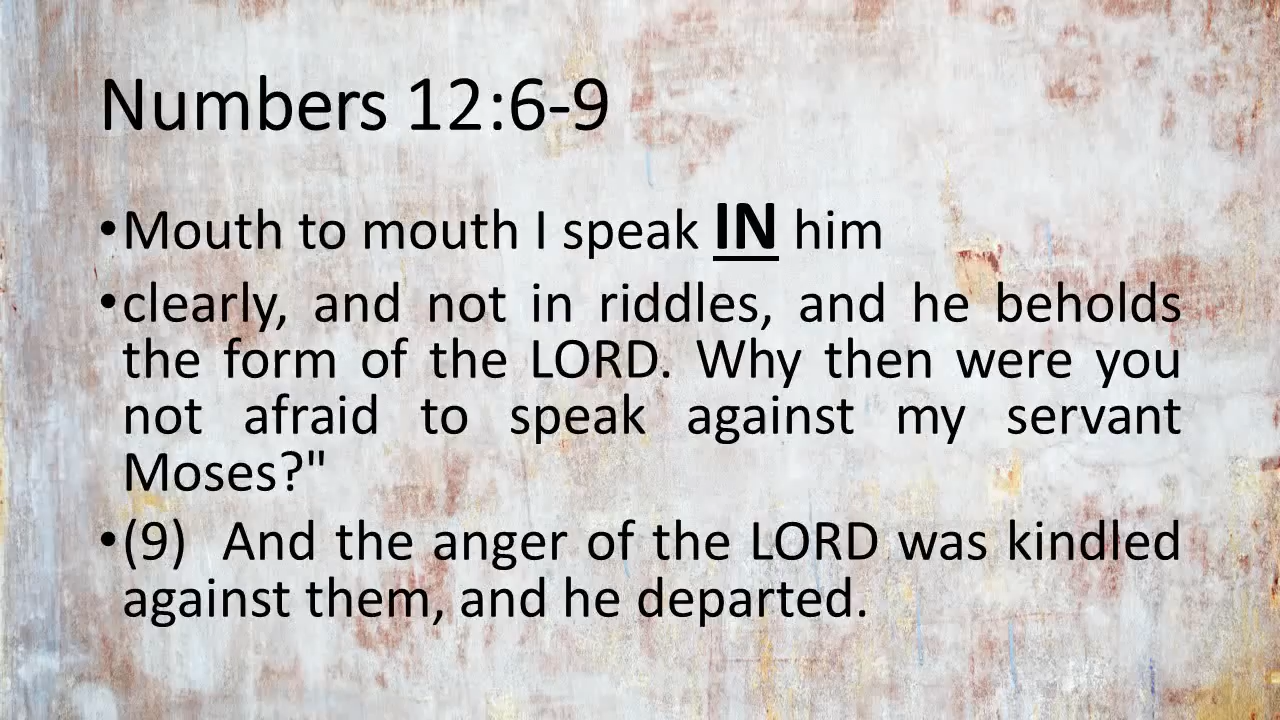 Numbers 12:6-9
•Mouth to mouth I speak IN him
•clearly, and not in riddles, and he beholds
the form of the LORD. Why then were you
not afraid to speak against my servant
Moses?"
•(9) And the anger of the LORD was kindled
against them, and he departed.